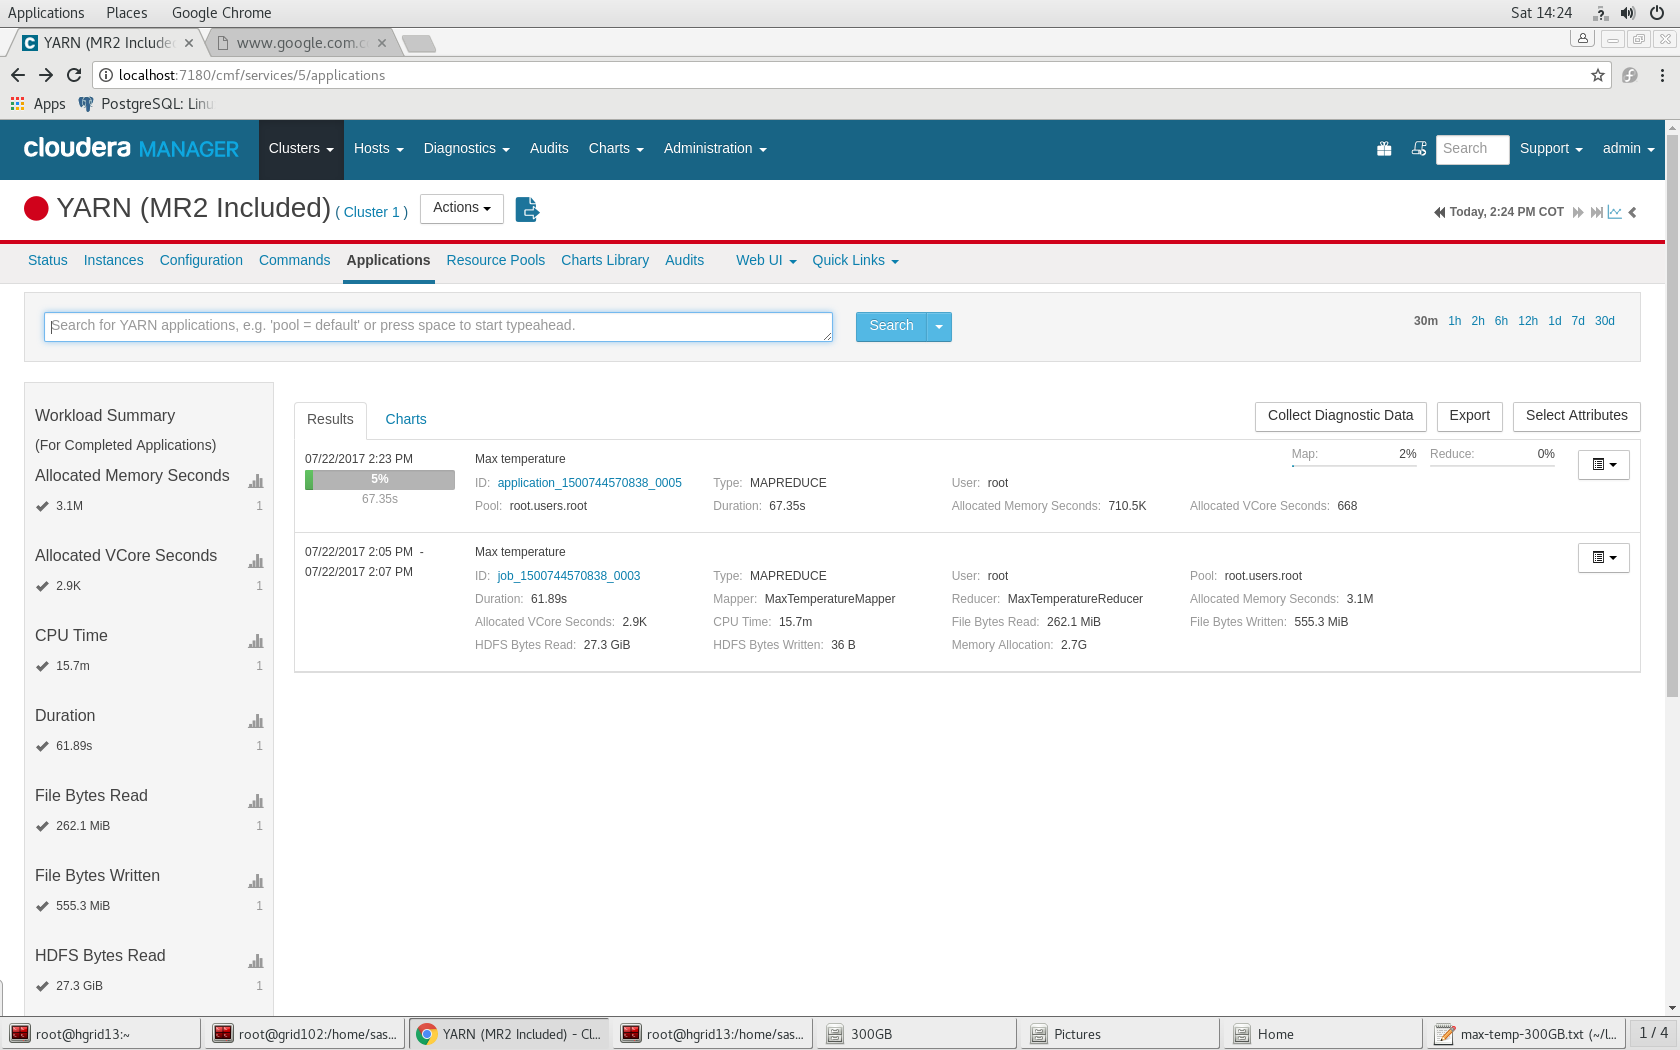 Applications Places Google Chrome Sat 14:24
YARN (MR2 Include www.google.com.c
localhost:7180/cmf/services/5/applications
Apps PostgreSQL: Linu
cloudera MANAGER Clusters Hosts Diagnostics Audits Charts Administration Search Support admin
YARN (MR2 Included) ( Cluster 1 ) Actions Today, 2:24 PM COT
Status Instances Configuration Commands Applications Resource Pools Charts Library Audits Web UI Quick Links
Search for YARN applications, e.g. 'pool = default' or press space to start typeahead. Search 30m 1h 2h 6h 12h 1d 7d 30d
Workload Summary
(For Completed Applications)
Allocated Memory Seconds
3.1M 1
Allocated VCore Seconds
2.9K 1
CPU Time
15.7m 1
Duration
61.89s 1
File Bytes Read
262.1 MiB 1
File Bytes Written
555.3 MiB 1
HDFS Bytes Read
27.3 GiB 1
Results Charts Collect Diagnostic Data Export Select Attributes
07/22/2017 2:23 PM Max temperature Map: 2% Reduce: 0%
5% ID: application_1500744570838_0005 Type: MAPREDUCE User: root
67.35s Pool: root.users.root Duration: 67.35s Allocated Memory Seconds: 710.5K Allocated VCore Seconds: 668
07/22/2017 2:05 PM - Max temperature
07/22/2017 2:07 PM ID: job_1500744570838_0003 Type: MAPREDUCE User: root Pool: root.users.root
Duration: 61.89s Mapper: MaxTemperatureMapper Reducer: MaxTemperatureReducer Allocated Memory Seconds: 3.1M
Allocated VCore Seconds: 2.9K CPU Time: 15.7m File Bytes Read: 262.1 MiB File Bytes Written: 555.3 MiB
HDFS Bytes Read: 27.3 GiB HDFS Bytes Written: 36 B Memory Allocation: 2.7G
root@hgrid13:~ root@grid102:/home/sas... YARN (MR2 Included) - Cl... root@hgrid13:/home/sas... 300GB Pictures Home max-temp-300GB.txt (~/l... 1 / 4